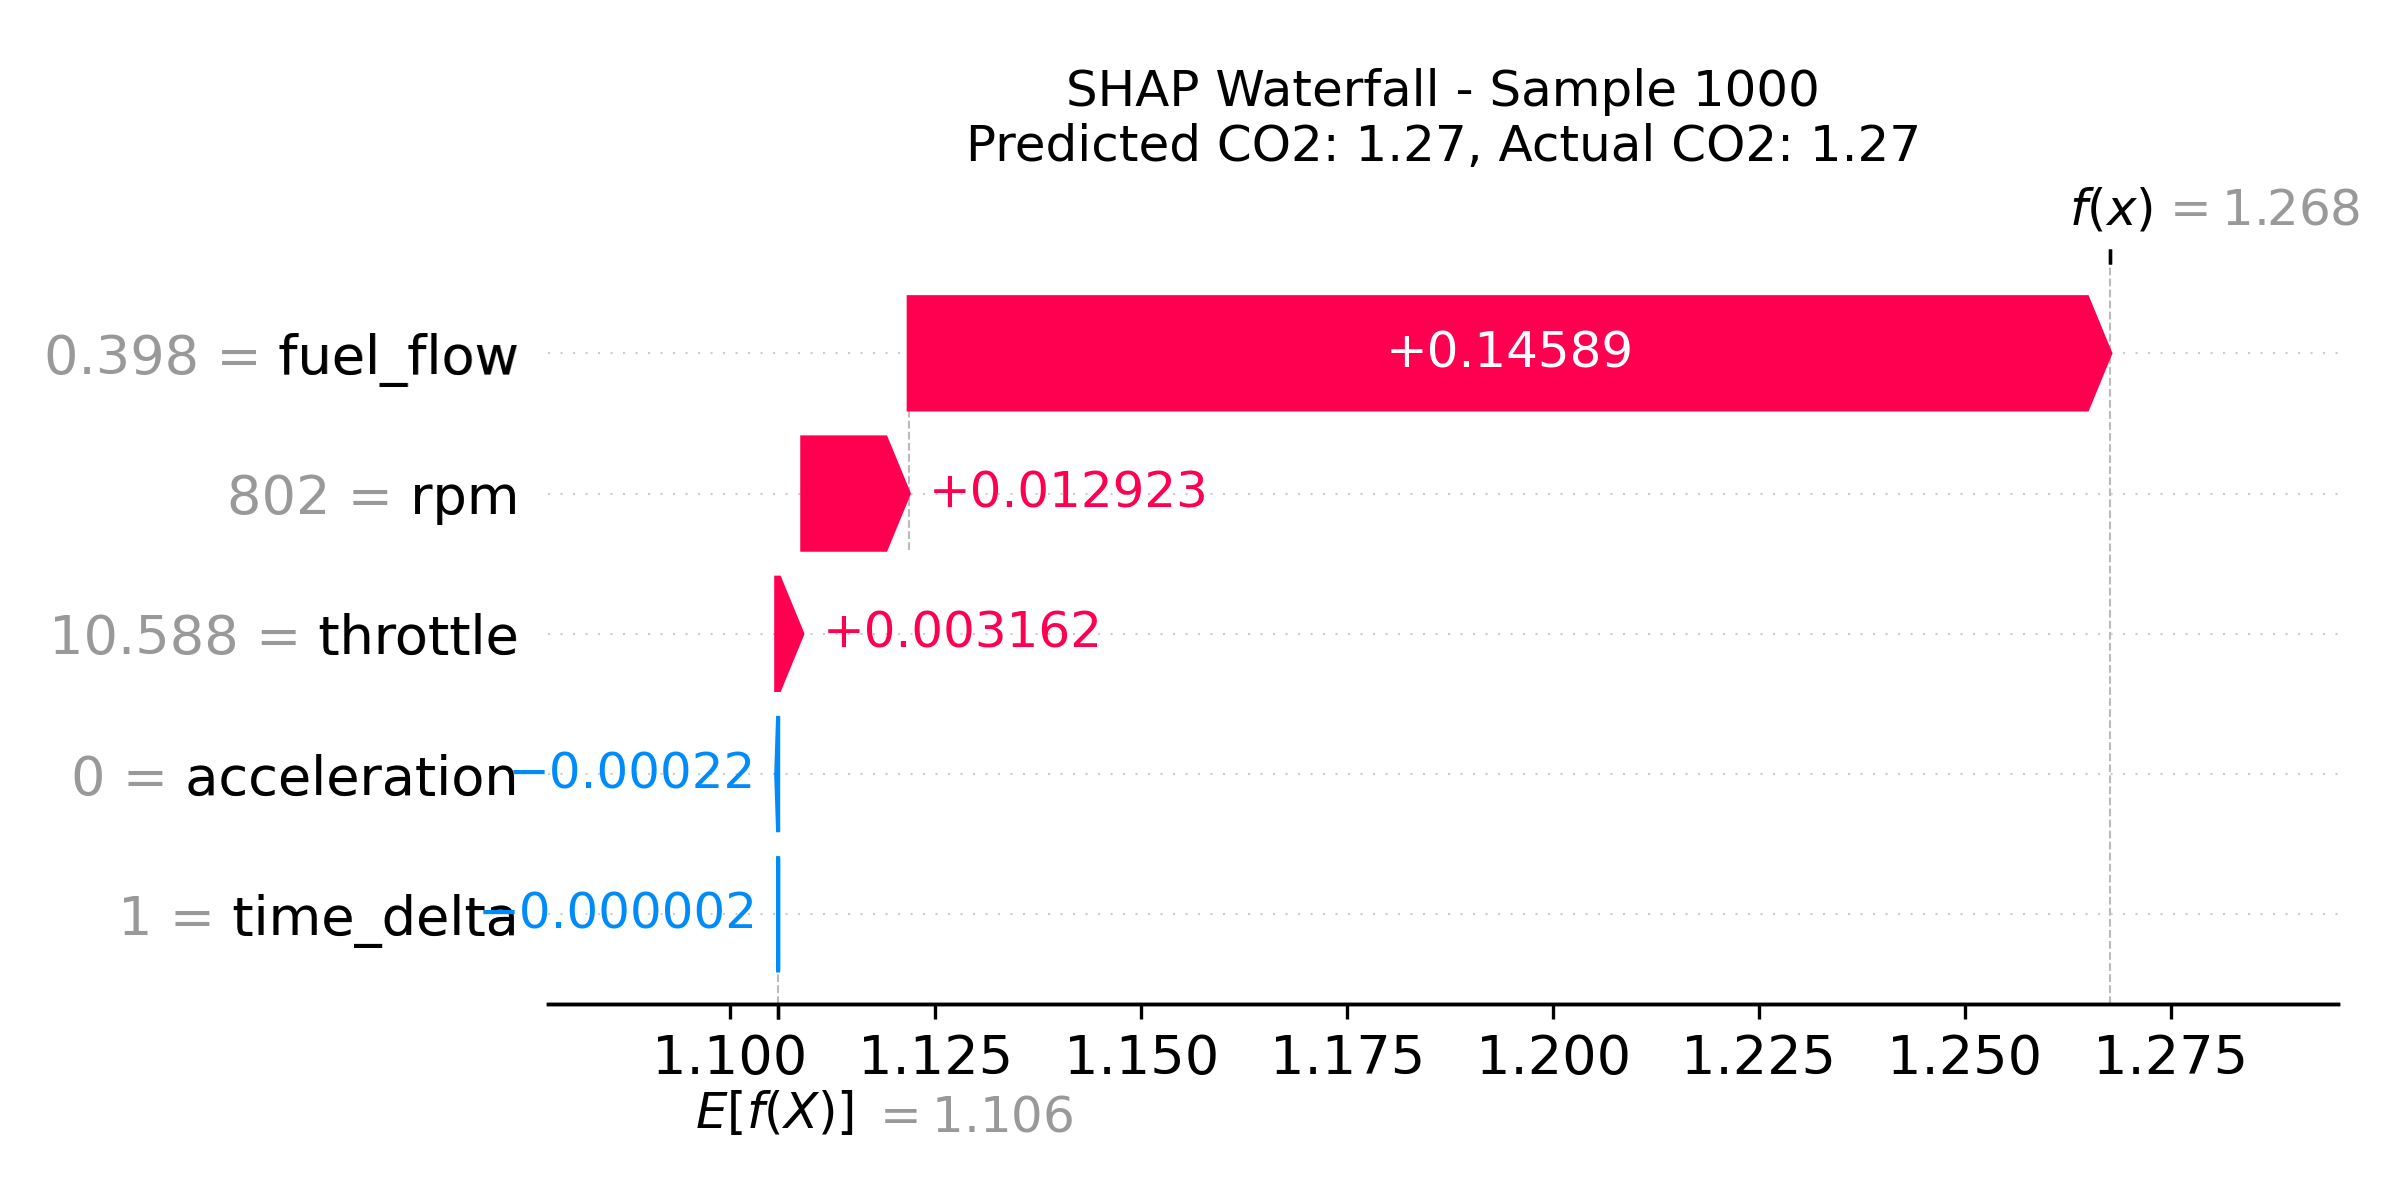 SHAP Waterfall - Sample 1000
Predicted CO2: 1.27, Actual CO2: 1.27
f(x) = 1.268
0.398 = fuel_flow +0.14589
802 = rpm +0.012923
10.588 = throttle +0.003162
0 = acceleration −0.00022
1 = time_delta −0.000002
1.100 1.125 1.150 1.175 1.200 1.225 1.250 1.275
E[f(X)] = 1.106